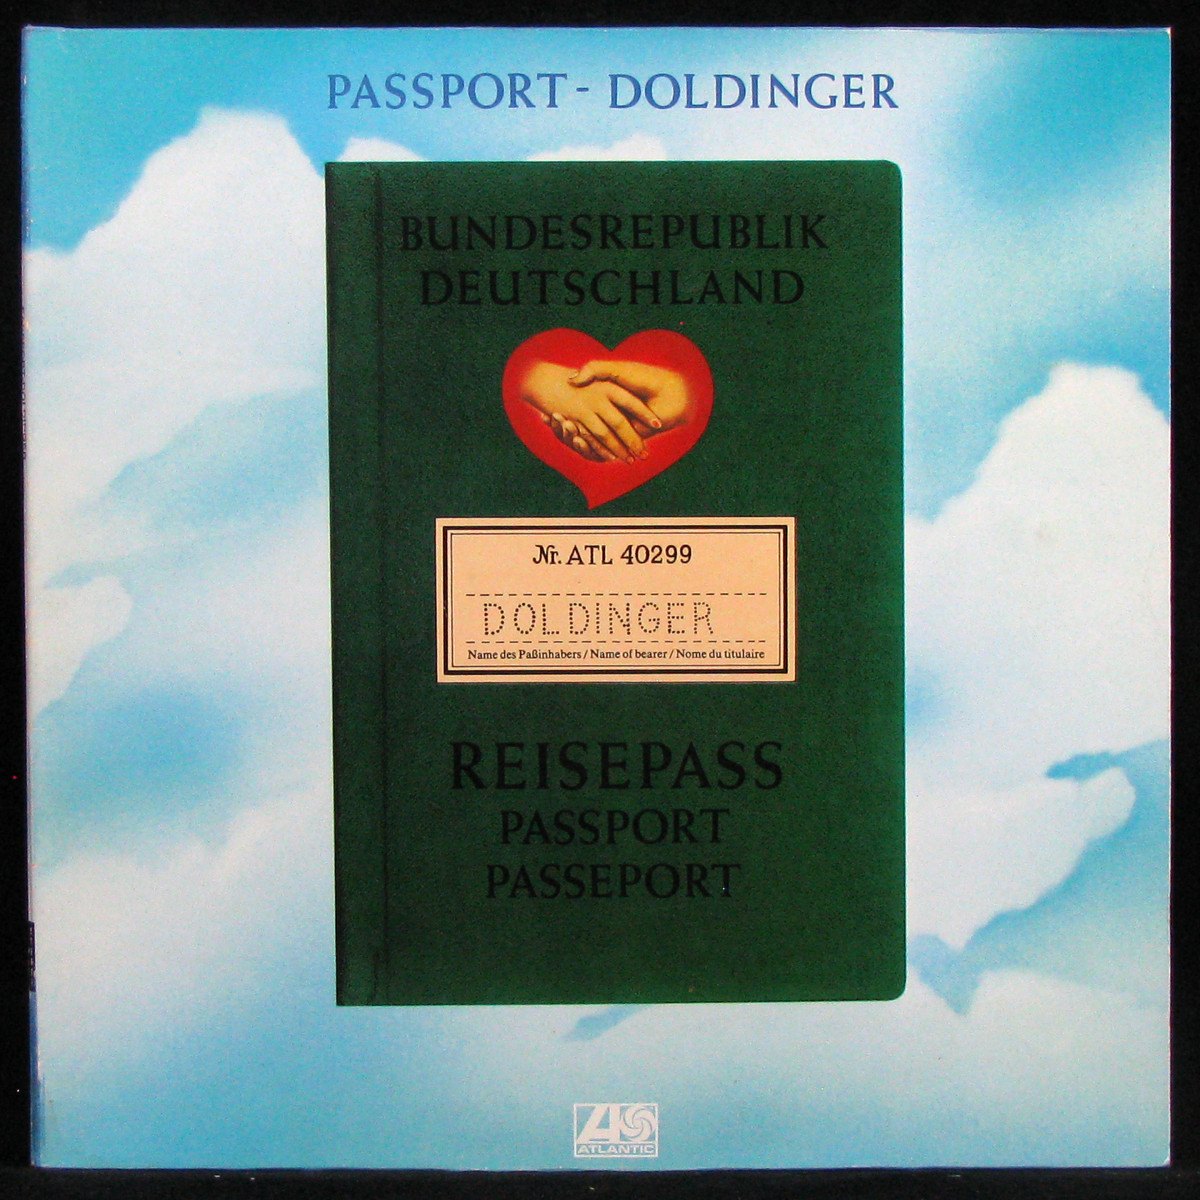 PASSPORT - DOLDINGER
BUNDESREPUBLIK
DEUTSCHLAND
Nr. ATL 40299
DOLDINGER
Name des Paßinhabers / Name of bearer / Nome du titulaire
REISEPASS
PASSPORT
PASSEPORT
ATLANTIC